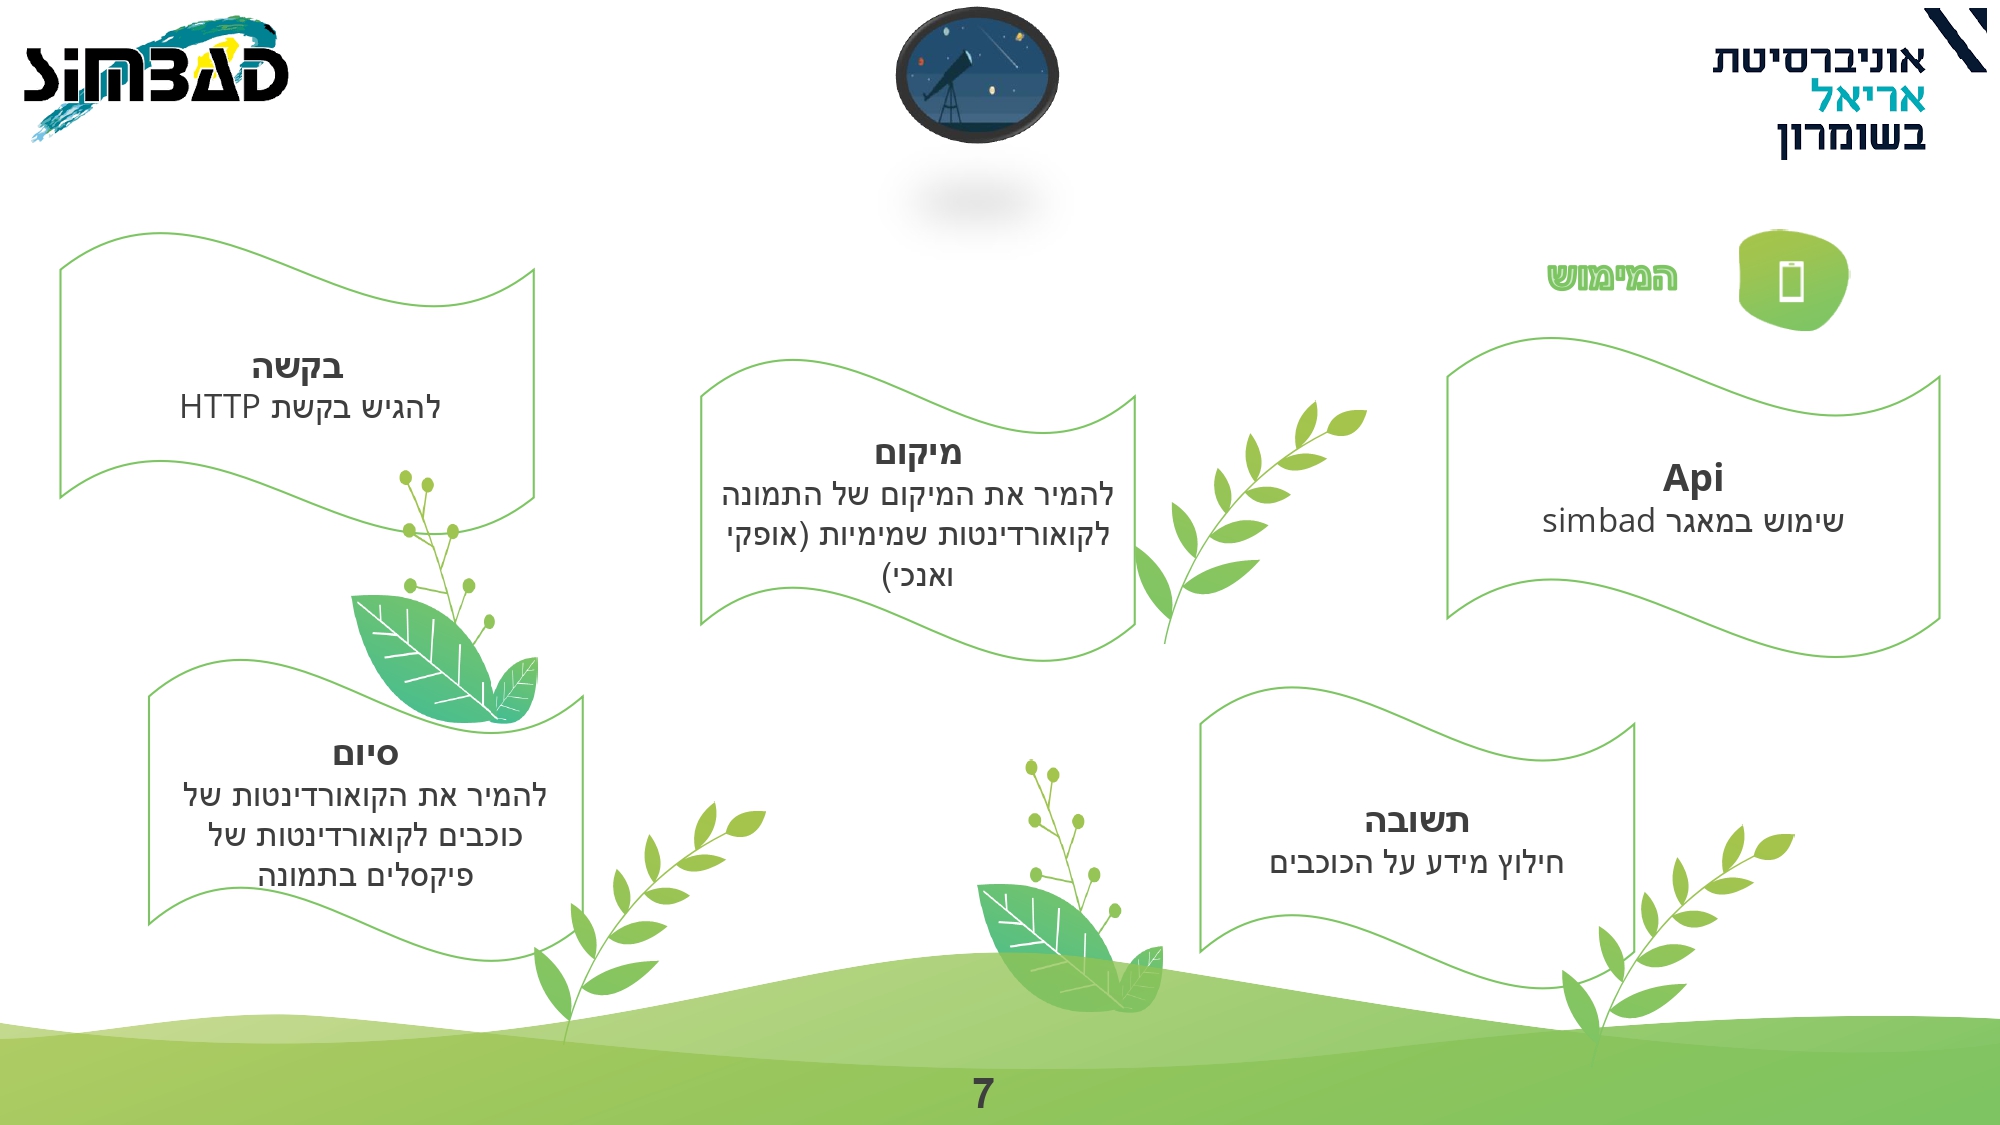 SIMBAD
אוניברסיטת
אריאל
בשומרון
המימוש
Api
שימוש במאגר simbad
מיקום
להמיר את המיקום של התמונה
לקואורדינטות שמימיות (אופקי
ואנכי)
בקשה
להגיש בקשת HTTP
תשובה
חילוץ מידע על הכוכבים
סיום
להמיר את הקואורדינטות של
כוכבים לקואורדינטות של
פיקסלים בתמונה
7